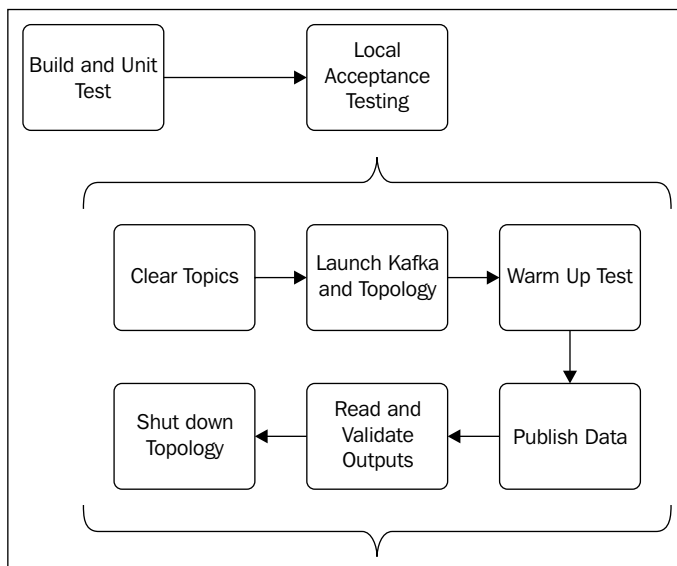 Build and Unit
Test
Local
Acceptance
Testing
Clear Topics
Launch Kafka
and Topology
Warm Up Test
Shut down
Topology
Read and
Validate
Outputs
Publish Data